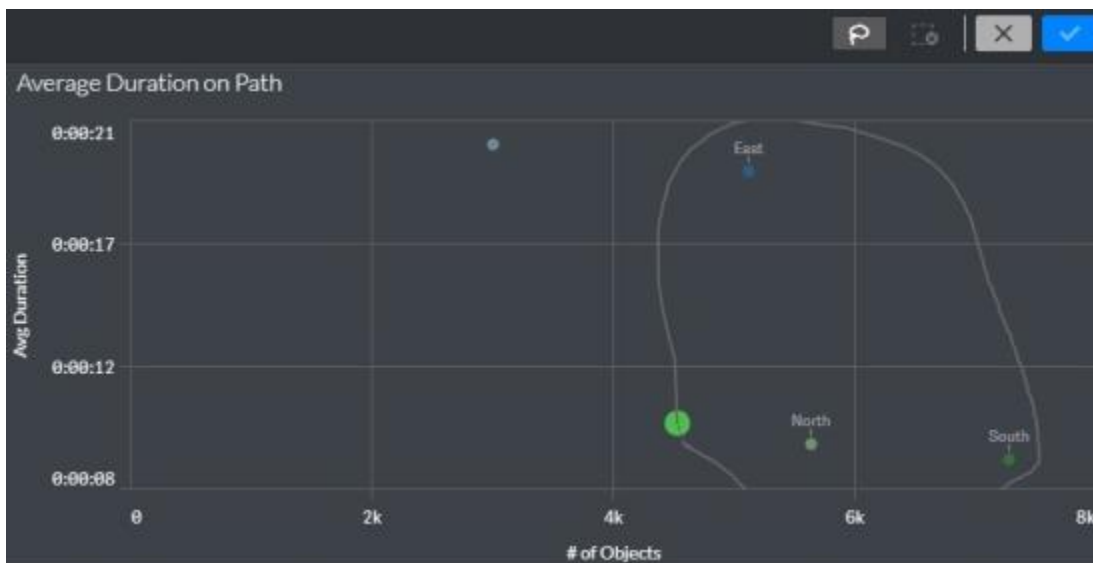 Average Duration on Path
0:00:21
East
0:00:17
Avg Duration
0:00:12
North
South
0:00:08
0
2k
4k
6k
8k
# of Objects